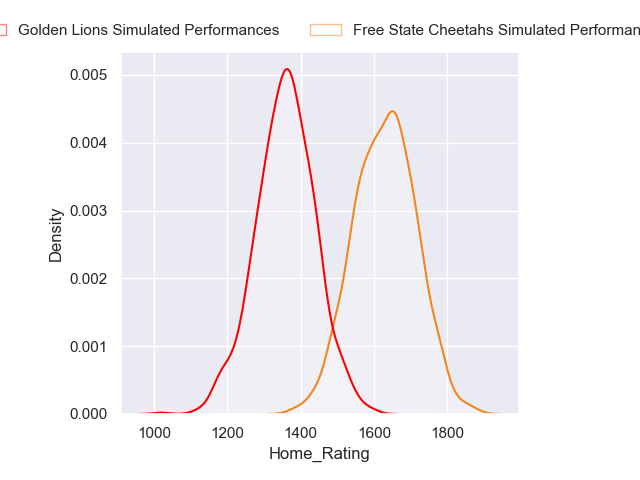 Golden Lions Simulated Performances Free State Cheetahs Simulated Performan
0.005
0.004
0.003
0.002
0.001
0.000
Density
1000 1200 1400 1600 1800
Home_Rating